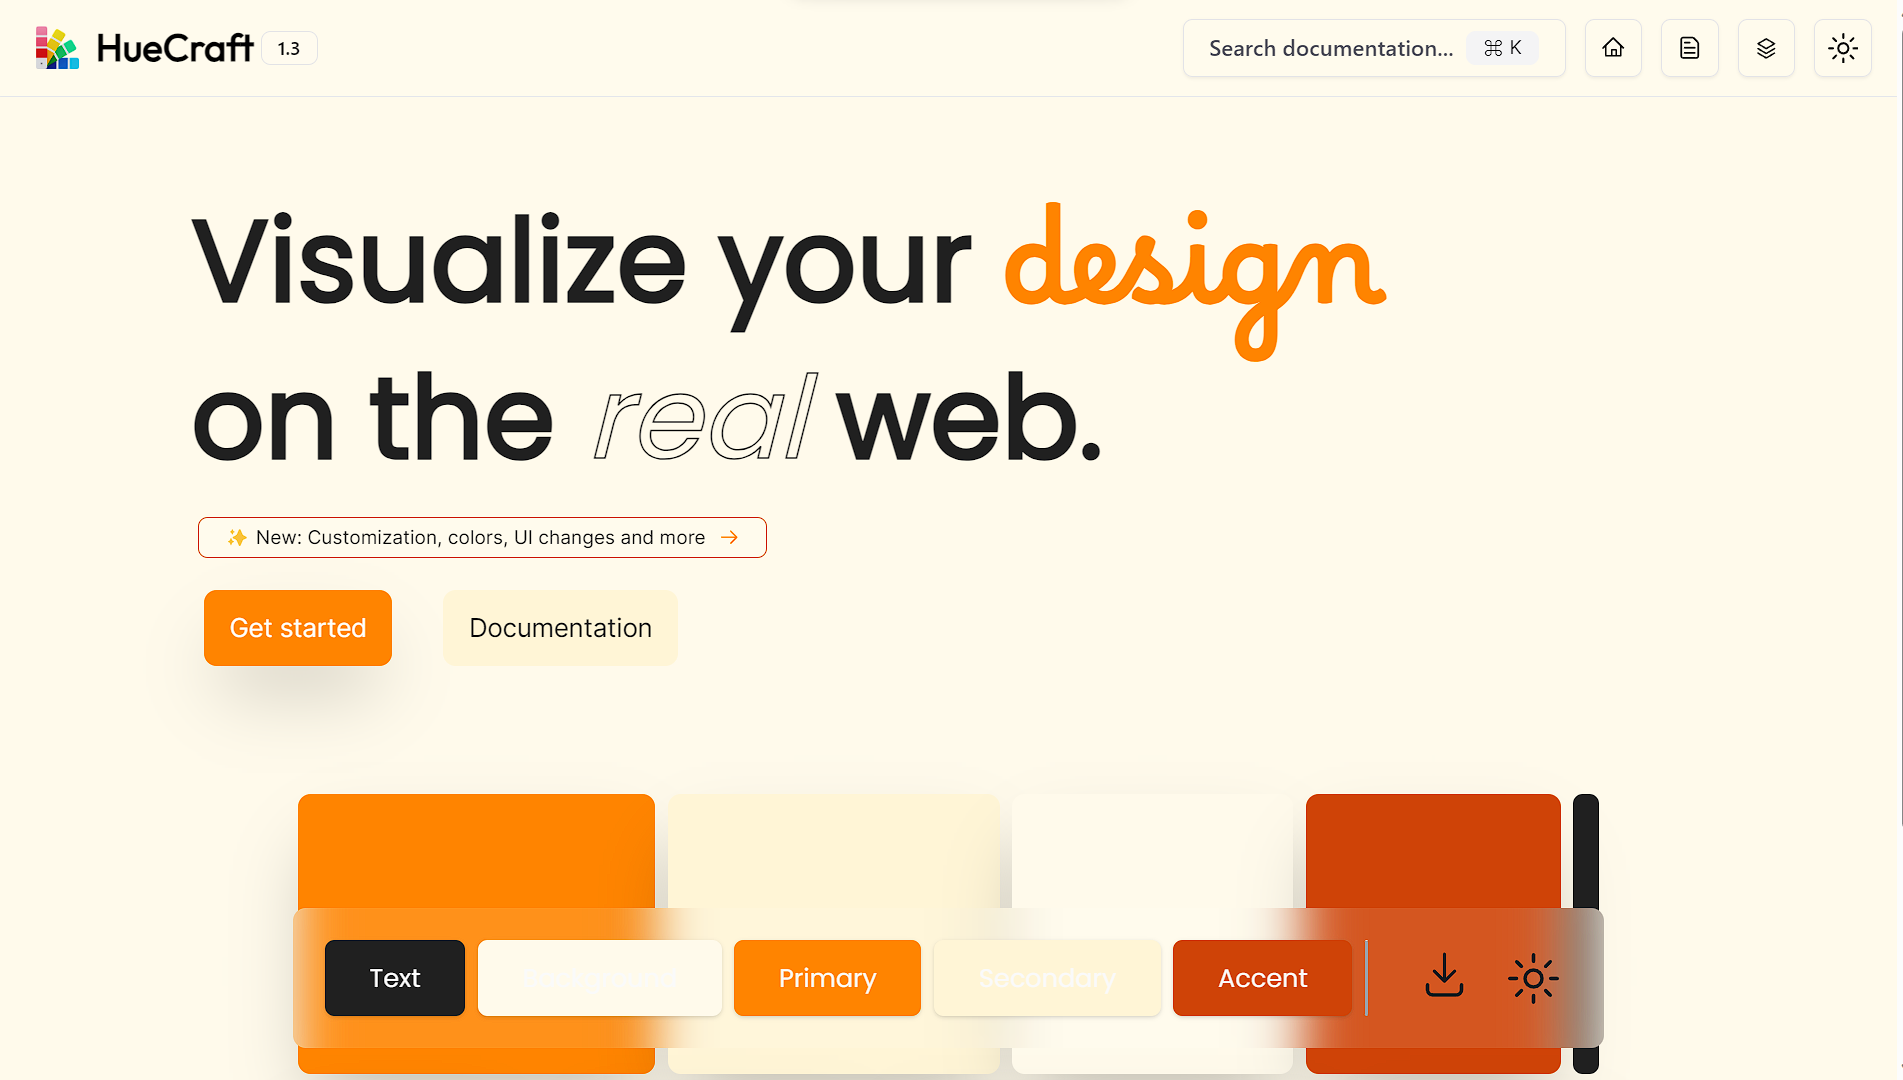 HueCraft 1.3
Search documentation... ⌘ K
Visualize your design
on the real web.
✨ New: Customization, colors, UI changes and more →
Get started Documentation
Text Background Primary Secondary Accent